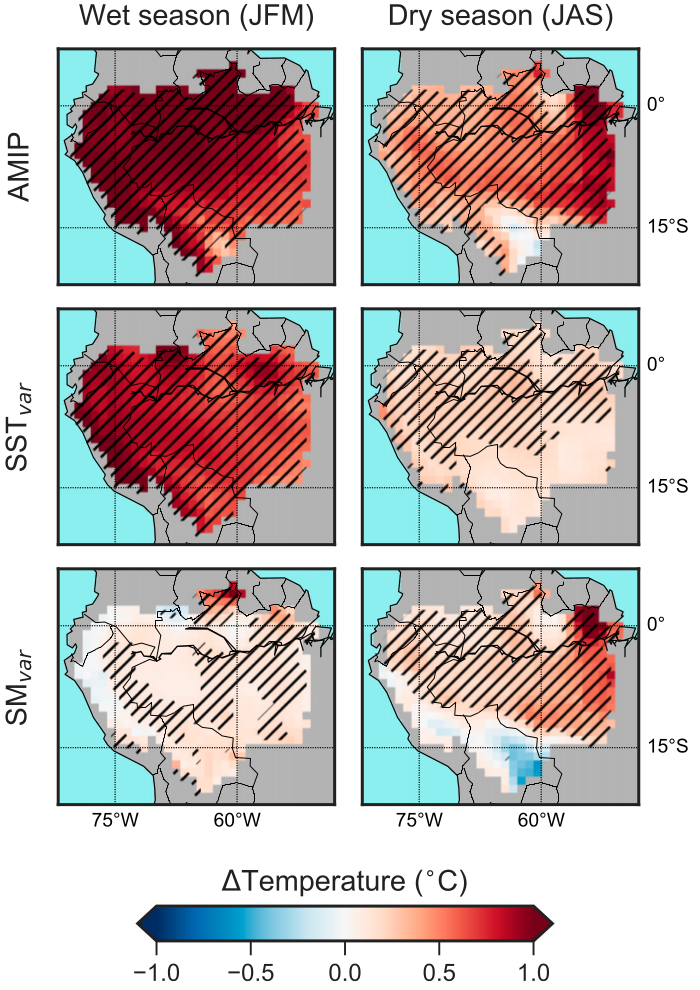 Wet season (JFM) Dry season (JAS)
AMIP
0°
15°S
SSTvar
0°
15°S
SMvar
0°
15°S
75°W 60°W 75°W 60°W
ΔTemperature (°C)
−1.0 −0.5 0.0 0.5 1.0